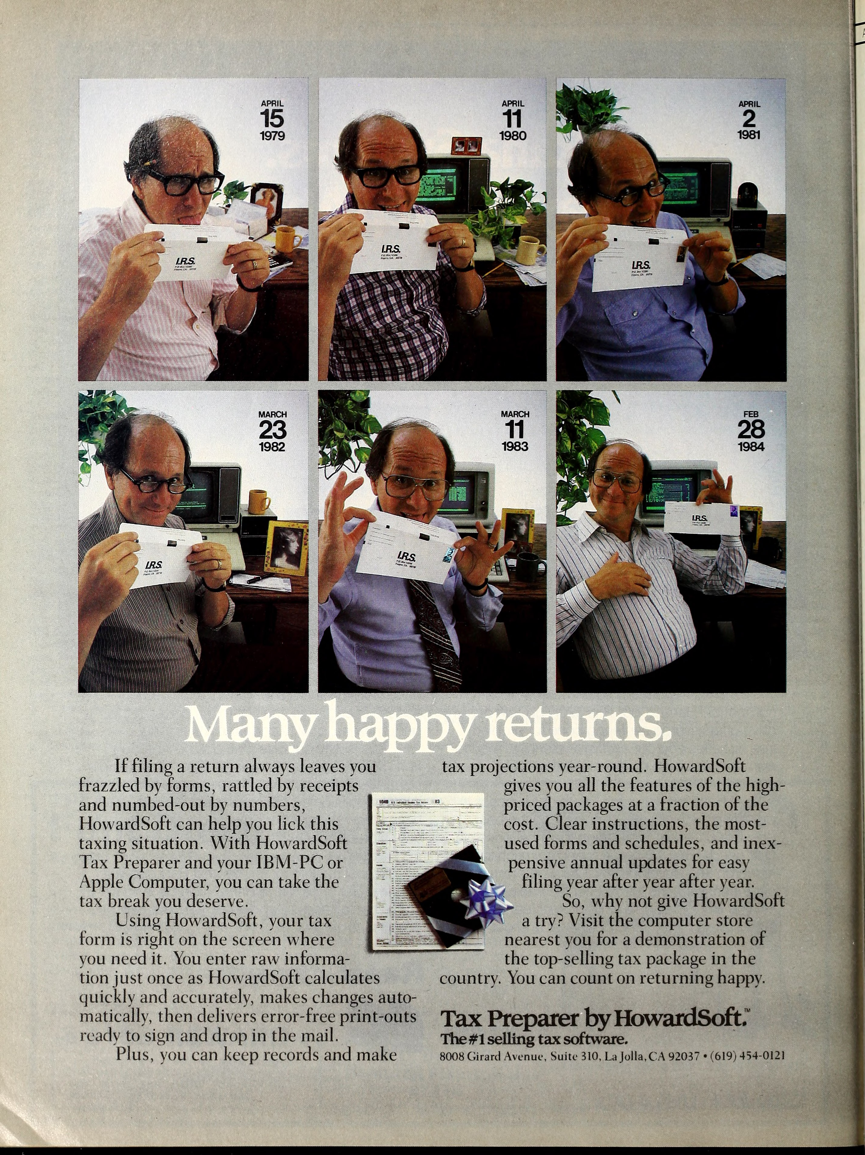 APRIL
15
1979
APRIL
11
1980
APRIL
2
1981
I.R.S.
I.R.S.
I.R.S.
MARCH
23
1982
MARCH
11
1983
FEB
28
1984
I.R.S.
I.R.S.
I.R.S.
Many happy returns.
If filing a return always leaves you
frazzled by forms, rattled by receipts
and numbed-out by numbers,
HowardSoft can help you lick this
taxing situation. With HowardSoft
Tax Preparer and your IBM-PC or
Apple Computer, you can take the
tax break you deserve.
Using HowardSoft, your tax
form is right on the screen where
you need it. You enter raw informa-
tion just once as HowardSoft calculates
quickly and accurately, makes changes auto-
matically, then delivers error-free print-outs
ready to sign and drop in the mail.
Plus, you can keep records and make
tax projections year-round. HowardSoft
gives you all the features of the high-
priced packages at a fraction of the
cost. Clear instructions, the most-
used forms and schedules, and inex-
pensive annual updates for easy
filing year after year after year.
So, why not give HowardSoft
a try? Visit the computer store
nearest you for a demonstration of
the top-selling tax package in the
country. You can count on returning happy.
1040
Tax Preparer by HowardSoft.™
The #1 selling tax software.
8008 Girard Avenue, Suite 310, La Jolla, CA 92037 • (619) 454-0121